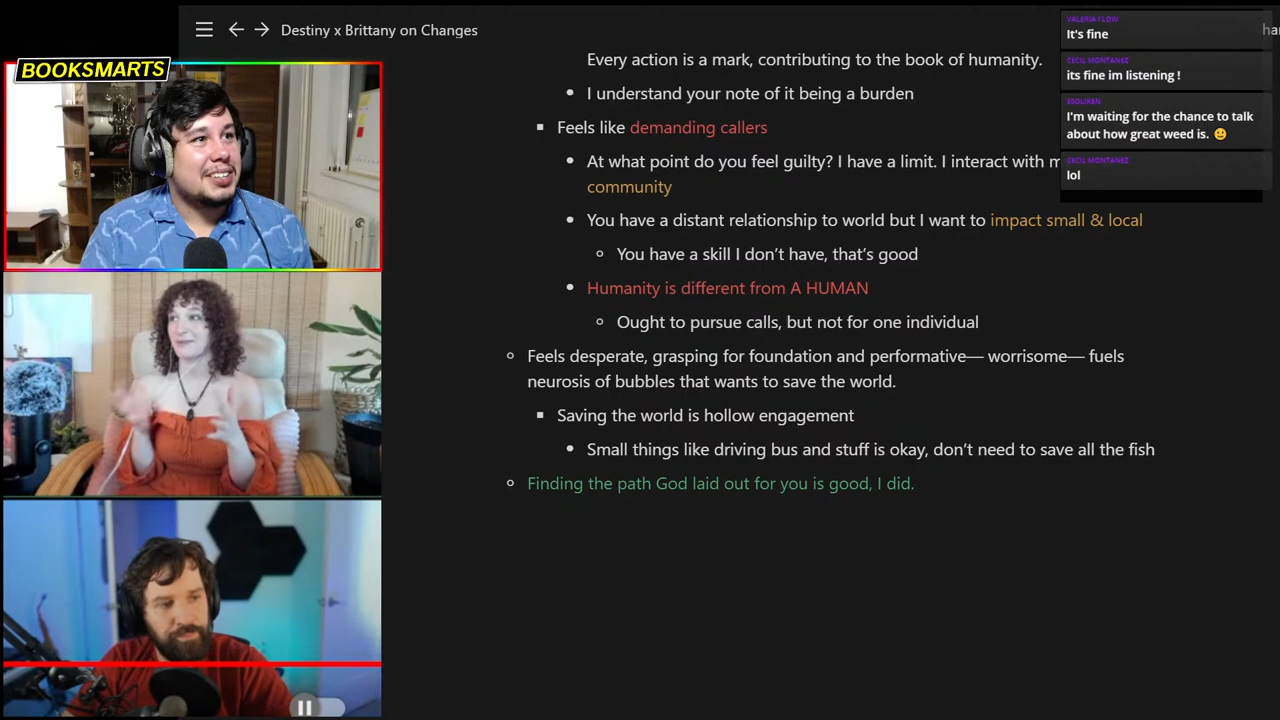 Destiny x Brittany on Changes
BOOKSMARTS
Every action is a mark, contributing to the book of humanity.
I understand your note of it being a burden
Feels like demanding callers
At what point do you feel guilty? I have a limit. I interact with
community
You have a distant relationship to world but I want to impact small & local
You have a skill I don’t have, that’s good
Humanity is different from A HUMAN
Ought to pursue calls, but not for one individual
Feels desperate, grasping for foundation and performative— worrisome— fuels
neurosis of bubbles that wants to save the world.
Saving the world is hollow engagement
Small things like driving bus and stuff is okay, don’t need to save all the fish
Finding the path God laid out for you is good, I did.
VALERIA FLOW
It's fine
CECIL MONTANEZ
its fine im listening !
EGOLIKEN
I'm waiting for the chance to talk
about how great weed is. 🙂
CECIL MONTANEZ
lol